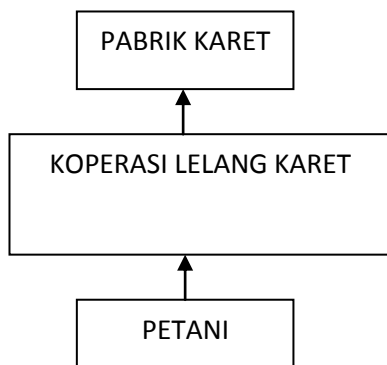 PABRIK KARET
KOPERASI LELANG KARET
PETANI